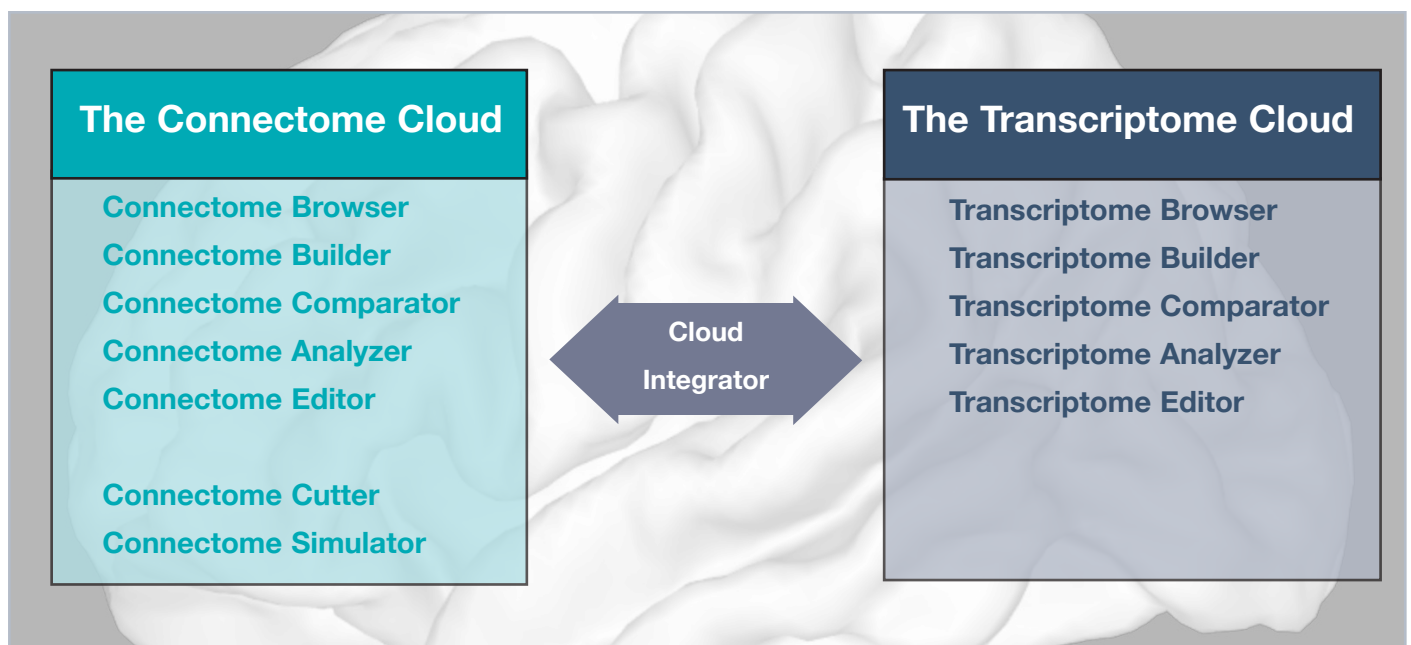 The Connectome Cloud
Connectome Browser
Connectome Builder
Connectome Comparator
Connectome Analyzer
Connectome Editor
Connectome Cutter
Connectome Simulator
Cloud
Integrator
The Transcriptome Cloud
Transcriptome Browser
Transcriptome Builder
Transcriptome Comparator
Transcriptome Analyzer
Transcriptome Editor